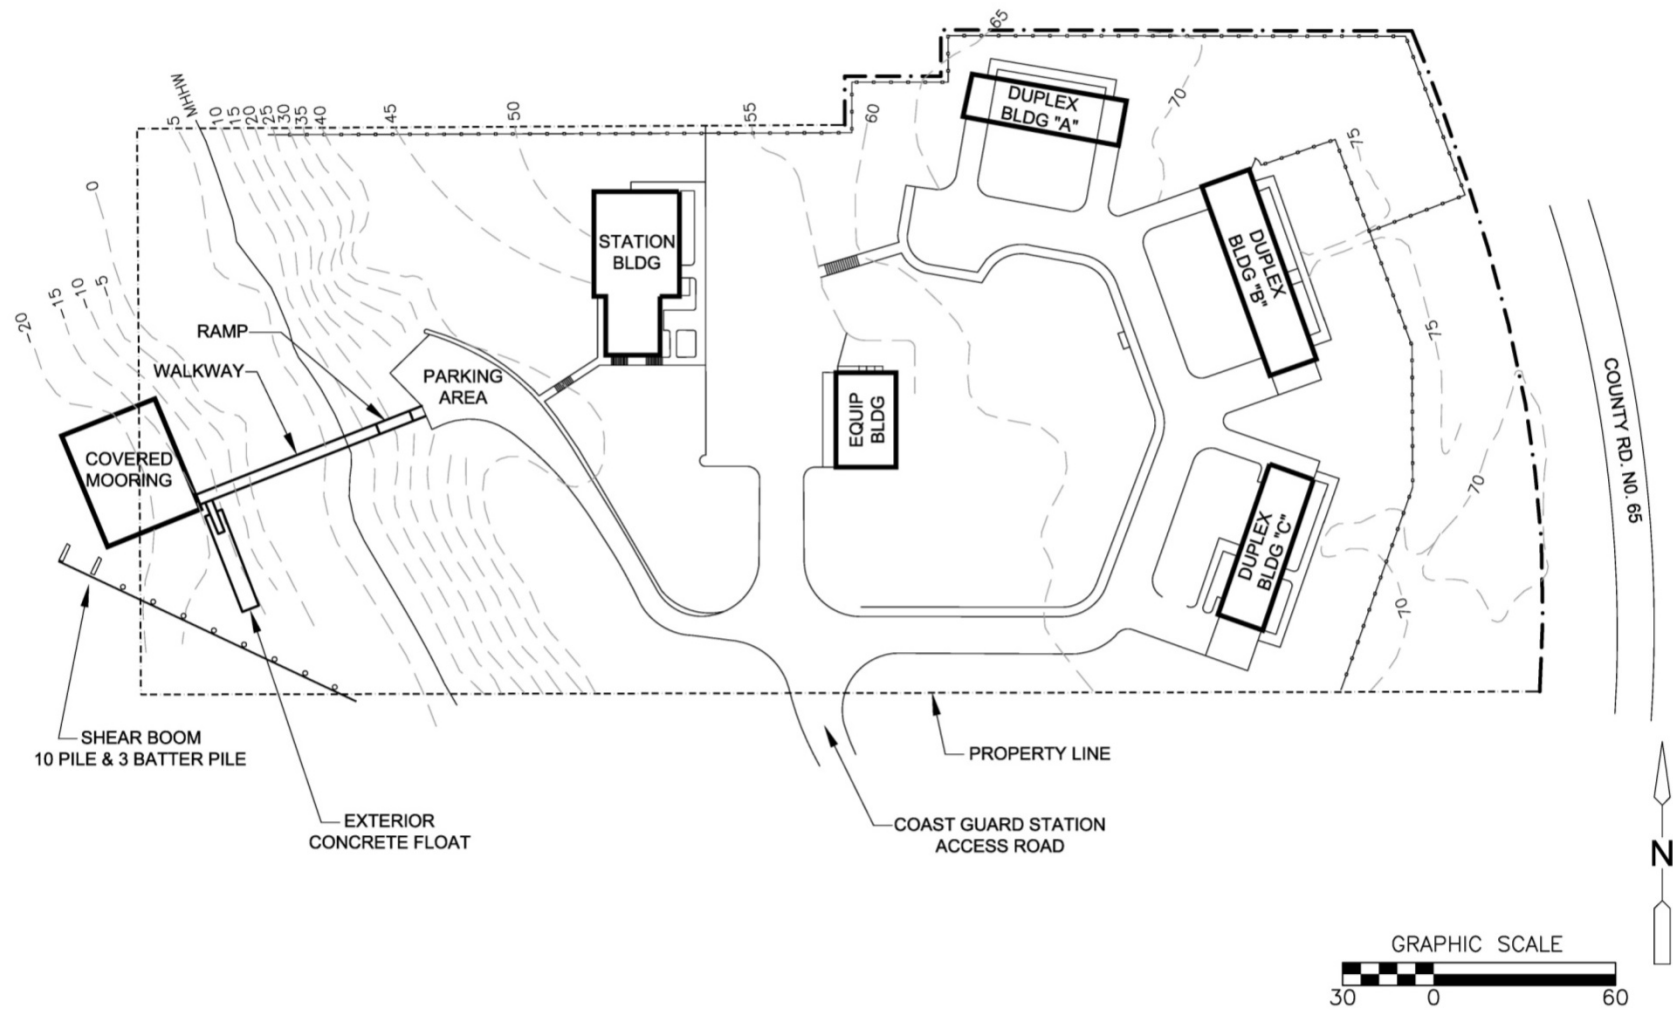 65
MHHW
5
10
15
20
25
30
35
40
45
50
55
60
70
75
DUPLEX
BLDG "A"
STATION
BLDG
DUPLEX
BLDG "B"
0
-5
-10
-15
-20
RAMP
WALKWAY
PARKING
AREA
75
COUNTY RD. N0. 65
EQUIP
BLDG
COVERED
MOORING
70
DUPLEX
BLDG "C"
70
SHEAR BOOM
10 PILE & 3 BATTER PILE
PROPERTY LINE
EXTERIOR
CONCRETE FLOAT
COAST GUARD STATION
ACCESS ROAD
N
GRAPHIC SCALE
30 0 60